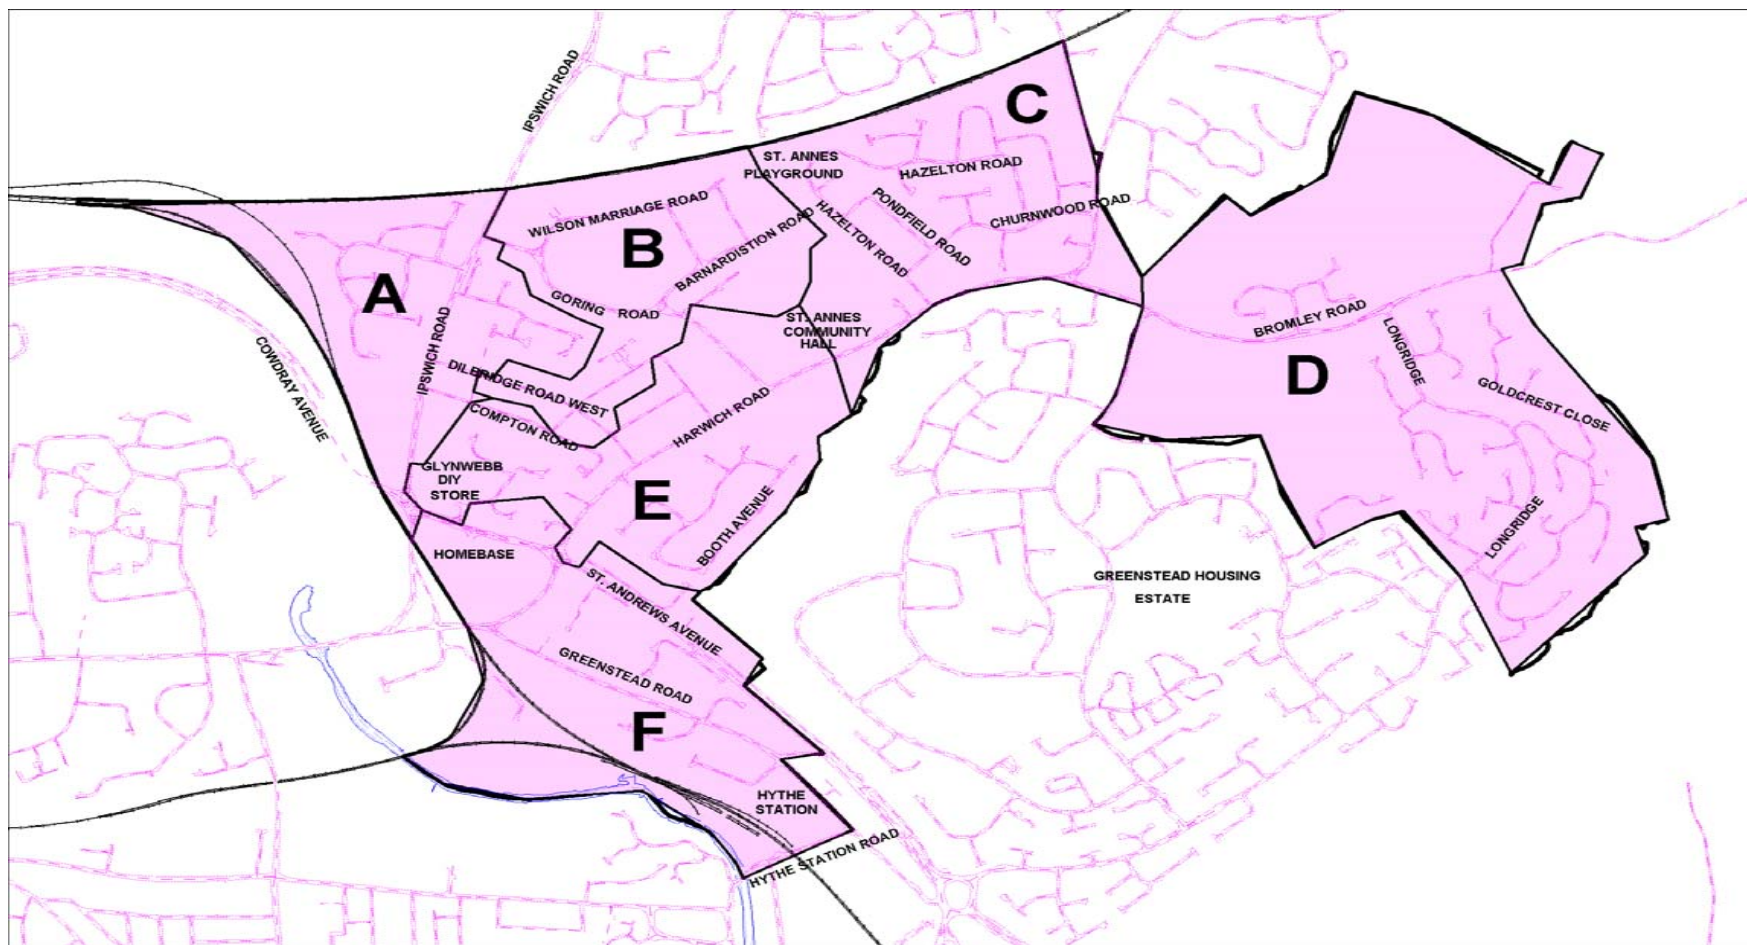 IPSWICH ROAD
C
ST. ANNES
PLAYGROUND
HAZELTON ROAD
WILSON MARRIAGE ROAD
PONDFIELD ROAD
CHURNWOOD ROAD
B
BARNARDISTION ROAD
HAZELTON ROAD
A
GORING ROAD
ST. ANNES
COMMUNITY
HALL
BROMLEY ROAD
IPSWICH ROAD
COWDRAY AVENUE
LONGRIDGE
D
DILBRIDGE ROAD WEST
GOLDCREST CLOSE
COMPTON ROAD
HARWICH ROAD
GLYNWEBB
DIY
STORE
E
BOOTH AVENUE
LONGRIDGE
HOMEBASE
GREENSTEAD HOUSING
ESTATE
ST. ANDREWS AVENUE
GREENSTEAD ROAD
F
HYTHE
STATION
HYTHE STATION ROAD